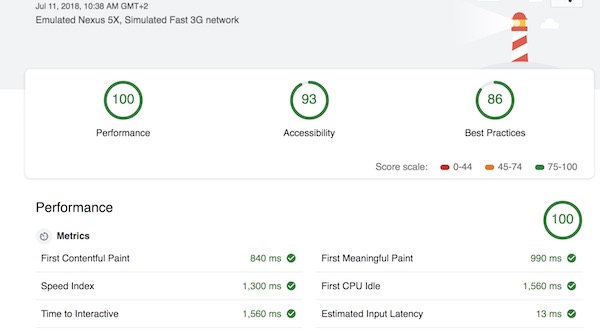 Jul 11, 2018, 10:38 AM GMT+2
Emulated Nexus 5X, Simulated Fast 3G network
100 93 86
Performance Accessibility Best Practices
Score scale: 0-44 45-74 75-100
Performance 100
Metrics
First Contentful Paint 840 ms First Meaningful Paint 990 ms
Speed Index 1,300 ms First CPU Idle 1,560 ms
Time to Interactive 1,560 ms Estimated Input Latency 13 ms